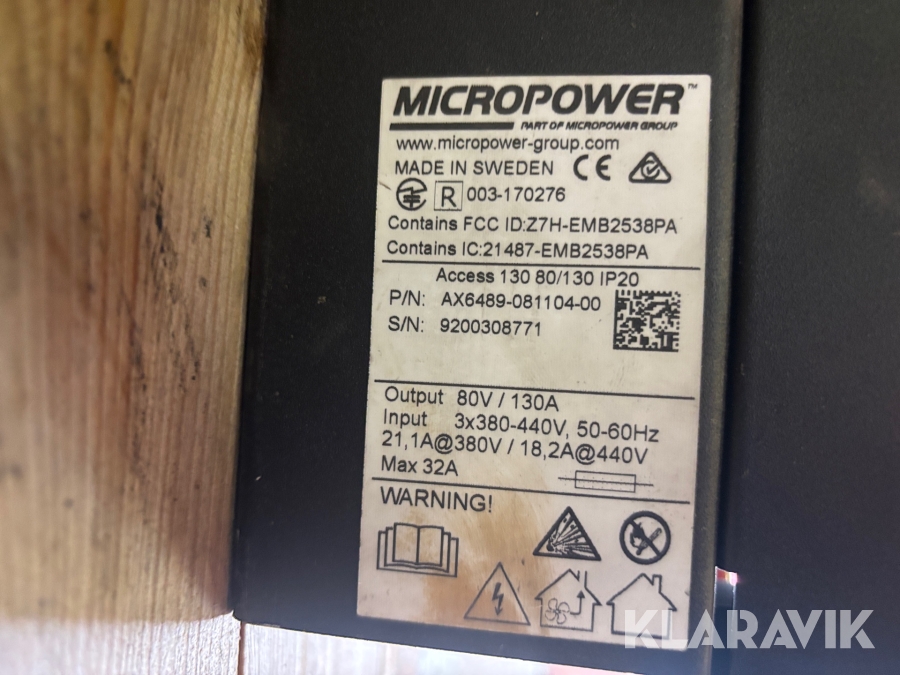 MICROPOWER™
PART OF MICROPOWER GROUP
www.micropower-group.com
MADE IN SWEDEN CE
R 003-170276
Contains FCC ID:Z7H-EMB2538PA
Contains IC:21487-EMB2538PA
Access 130 80/130 IP20
P/N: AX6489-081104-00
S/N: 9200308771
Output 80V / 130A
Input 3x380-440V, 50-60Hz
21,1A@380V / 18,2A@440V
Max 32A
WARNING!
KLARAVIK